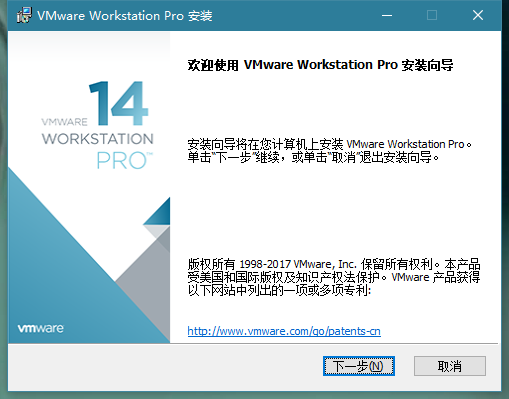 VMware Workstation Pro 安装
欢迎使用 VMware Workstation Pro 安装向导
14
VMWARE
WORKSTATION
PRO™
安装向导将在您计算机上安装 VMware Workstation Pro。
单击“下一步”继续，或单击“取消”退出安装向导。
版权所有 1998-2017 VMware, Inc. 保留所有权利。本产品
受美国和国际版权及知识产权法保护。VMware 产品获得
以下网站中列出的一项或多项专利:
http://www.vmware.com/go/patents-cn
vmware
下一步(N)
取消